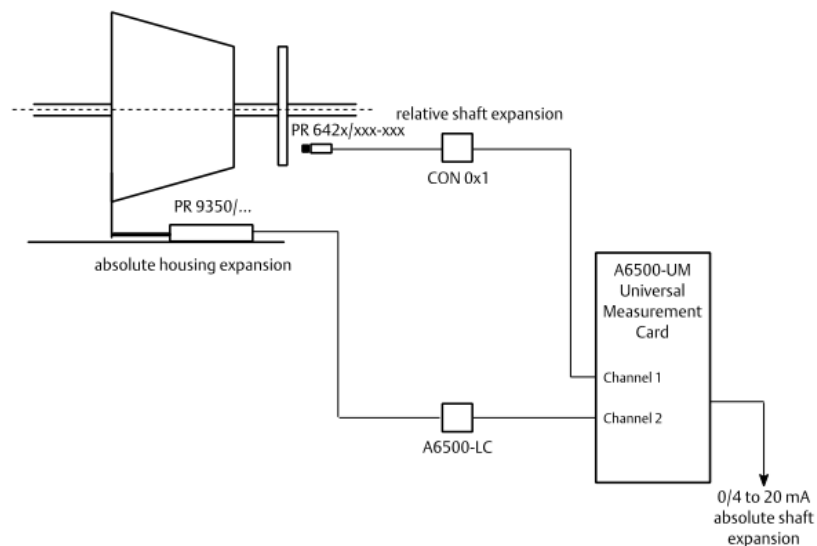 relative shaft expansion
PR 642x/xxx-xxx
CON 0x1
PR 9350/...
absolute housing expansion
A6500-UM
Universal
Measurement
Card
Channel 1
Channel 2
A6500-LC
0/4 to 20 mA
absolute shaft
expansion